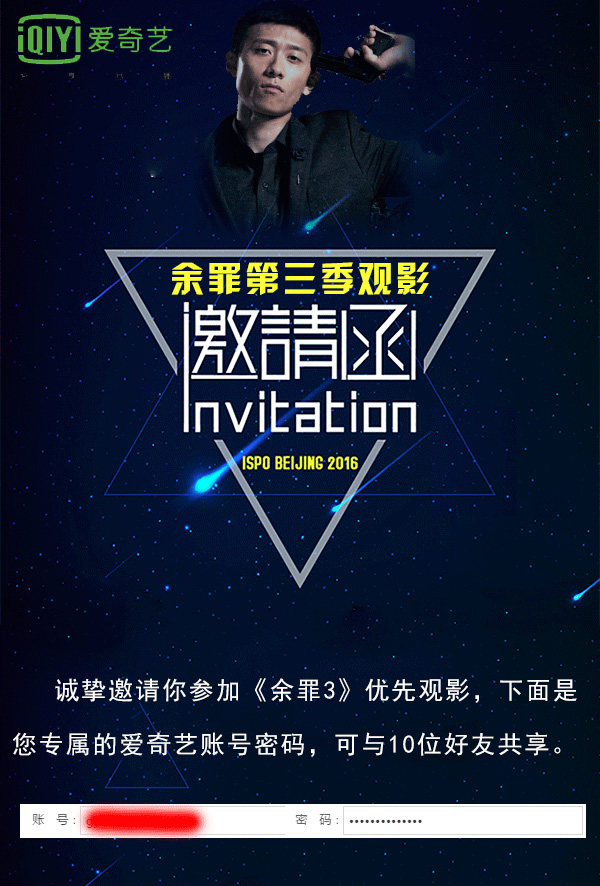 iQIYI 爱奇艺
余罪第三季观影
邀請函
Invitation
ISPO BEIJING 2016
诚挚邀请你参加《余罪3》优先观影，下面是
您专属的爱奇艺账号密码，可与10位好友共享。
账 号： 密 码：